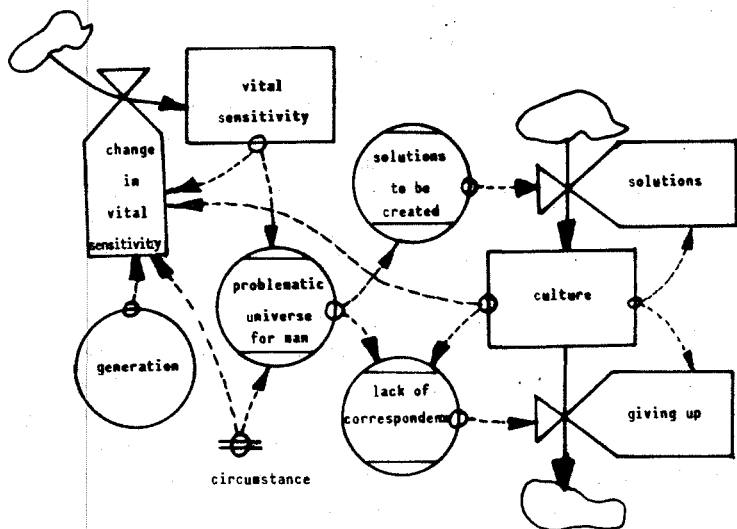 vital
sensitivity
change
in
vital
sensitivity
solutions
to be
created
solutions
problematic
universe
for man
culture
generation
lack of
correspondenc
giving up
circumstance